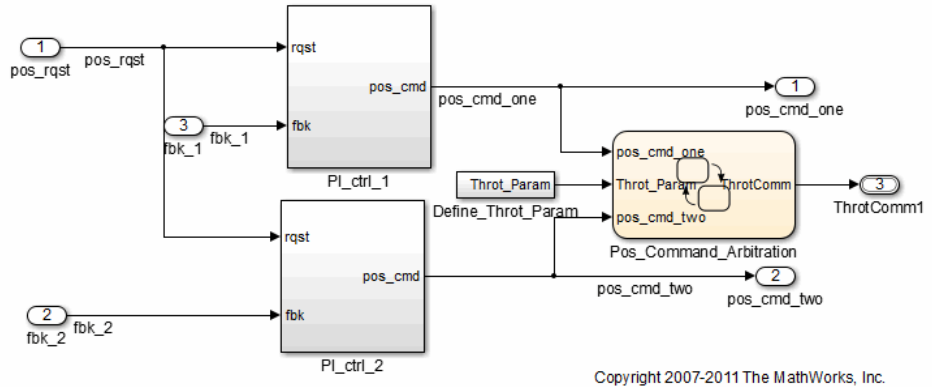 1
pos_rqst
pos_rqst
rqst
pos_cmd
fbk
PI_ctrl_1
3
fbk_1
fbk_1
pos_cmd_one
1
pos_cmd_one
pos_cmd_one
Throt_Param
pos_cmd_two
ThrotComm
Pos_Command_Arbitration
Throt_Param
Define_Throt_Param
3
ThrotComm1
rqst
pos_cmd
fbk
PI_ctrl_2
2
fbk_2
fbk_2
pos_cmd_two
2
pos_cmd_two
Copyright 2007-2011 The MathWorks, Inc.